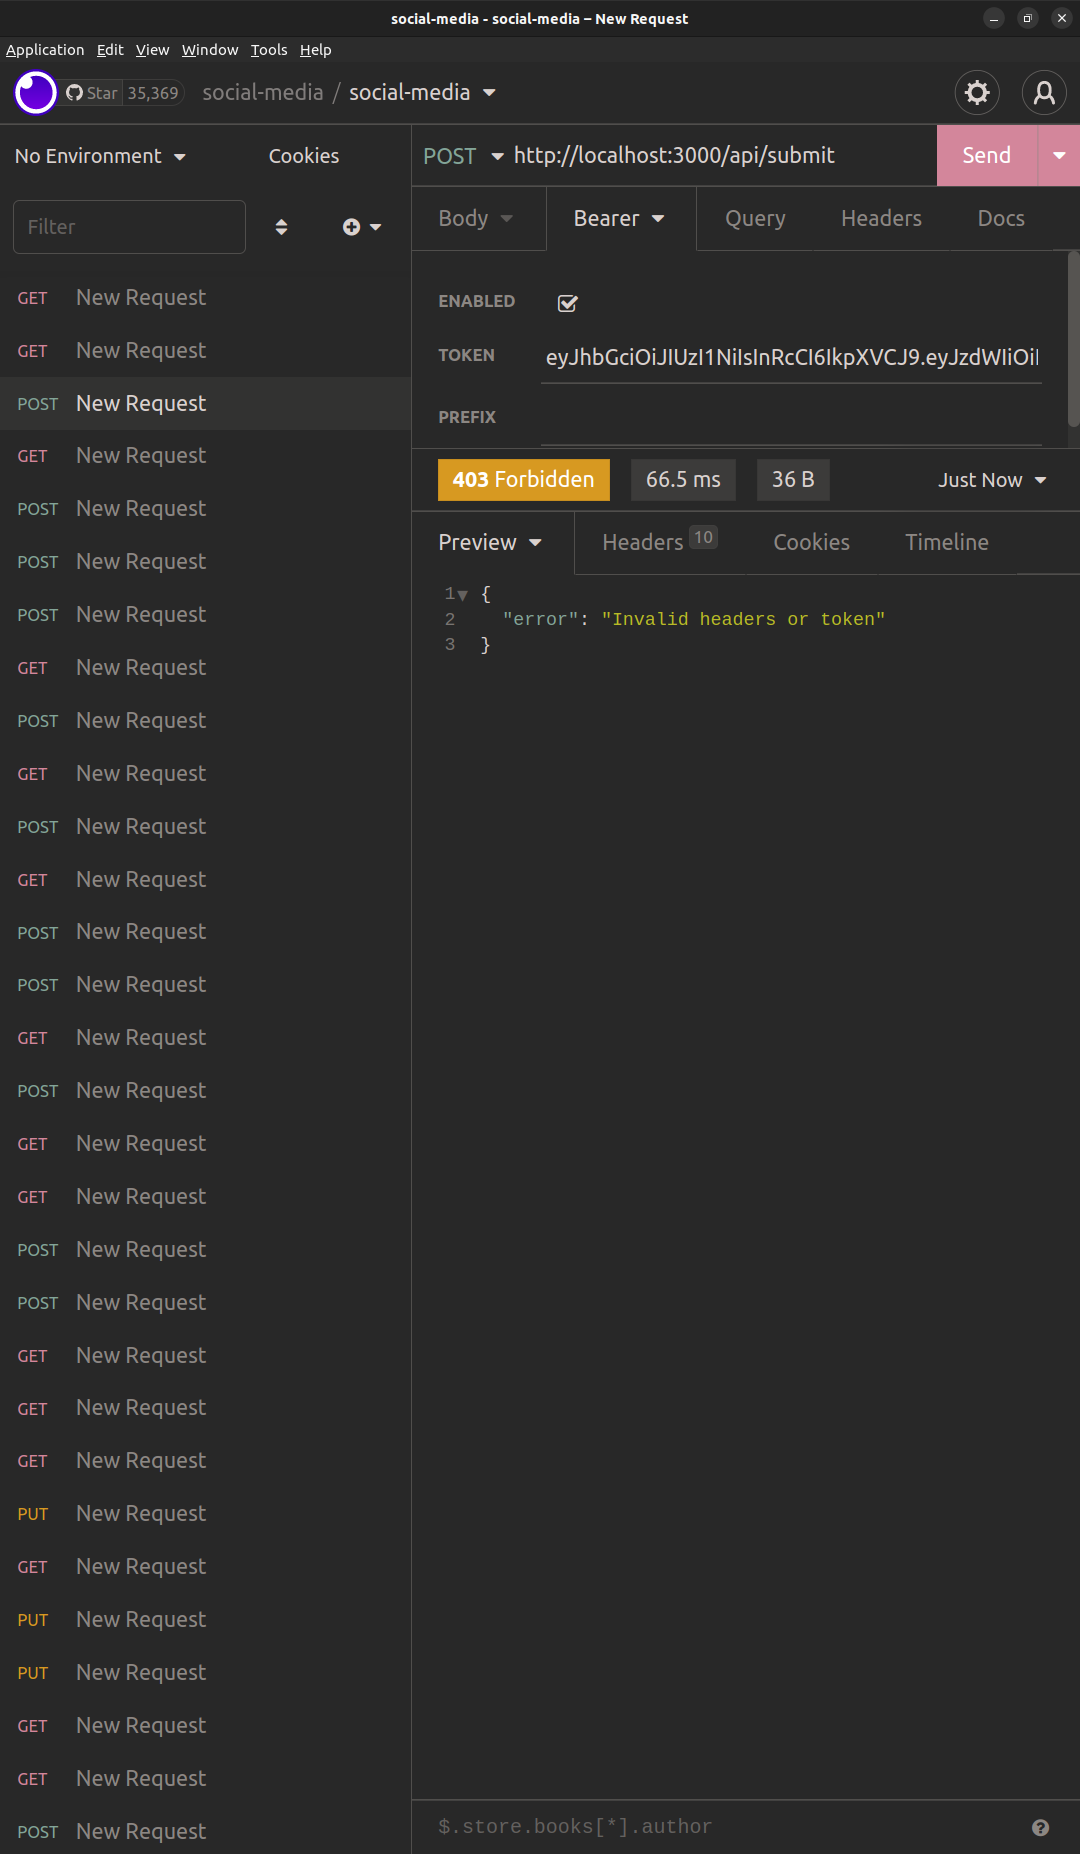 social-media - social-media – New Request
Application Edit View Window Tools Help
Star 35,369 social-media / social-media
No Environment Cookies
Filter
GET New Request
GET New Request
POST New Request
GET New Request
POST New Request
POST New Request
POST New Request
GET New Request
POST New Request
GET New Request
POST New Request
GET New Request
POST New Request
POST New Request
GET New Request
POST New Request
GET New Request
GET New Request
POST New Request
POST New Request
GET New Request
GET New Request
GET New Request
PUT New Request
GET New Request
PUT New Request
PUT New Request
GET New Request
GET New Request
POST New Request
POST http://localhost:3000/api/submit Send
Body Bearer Query Headers Docs
ENABLED
TOKEN eyJhbGciOiJIUzI1NiIsInRcCI6IkpXVCJ9.eyJzdWIiOiI
PREFIX
403 Forbidden 66.5 ms 36 B Just Now
Preview Headers 10 Cookies Timeline
1 {
2 "error": "Invalid headers or token"
3 }
$.store.books[*].author